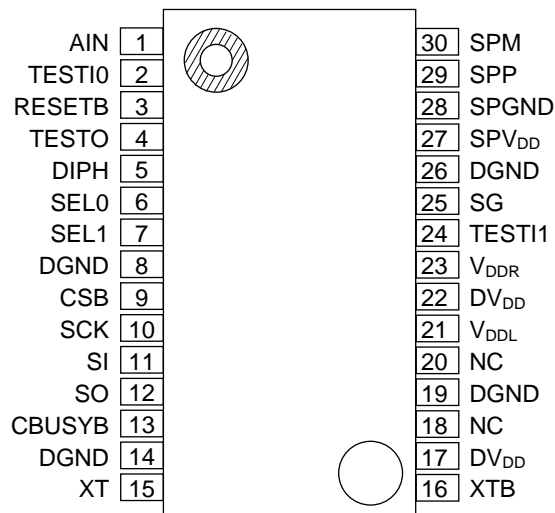 AIN 1 30 SPM
TESTI0 2 29 SPP
RESETB 3 28 SPGND
TESTO 4 27 SPVDD
DIPH 5 26 DGND
SEL0 6 25 SG
SEL1 7 24 TESTI1
DGND 8 23 VDDR
CSB 9 22 DVDD
SCK 10 21 VDDL
SI 11 20 NC
SO 12 19 DGND
CBUSYB 13 18 NC
DGND 14 17 DVDD
XT 15 16 XTB